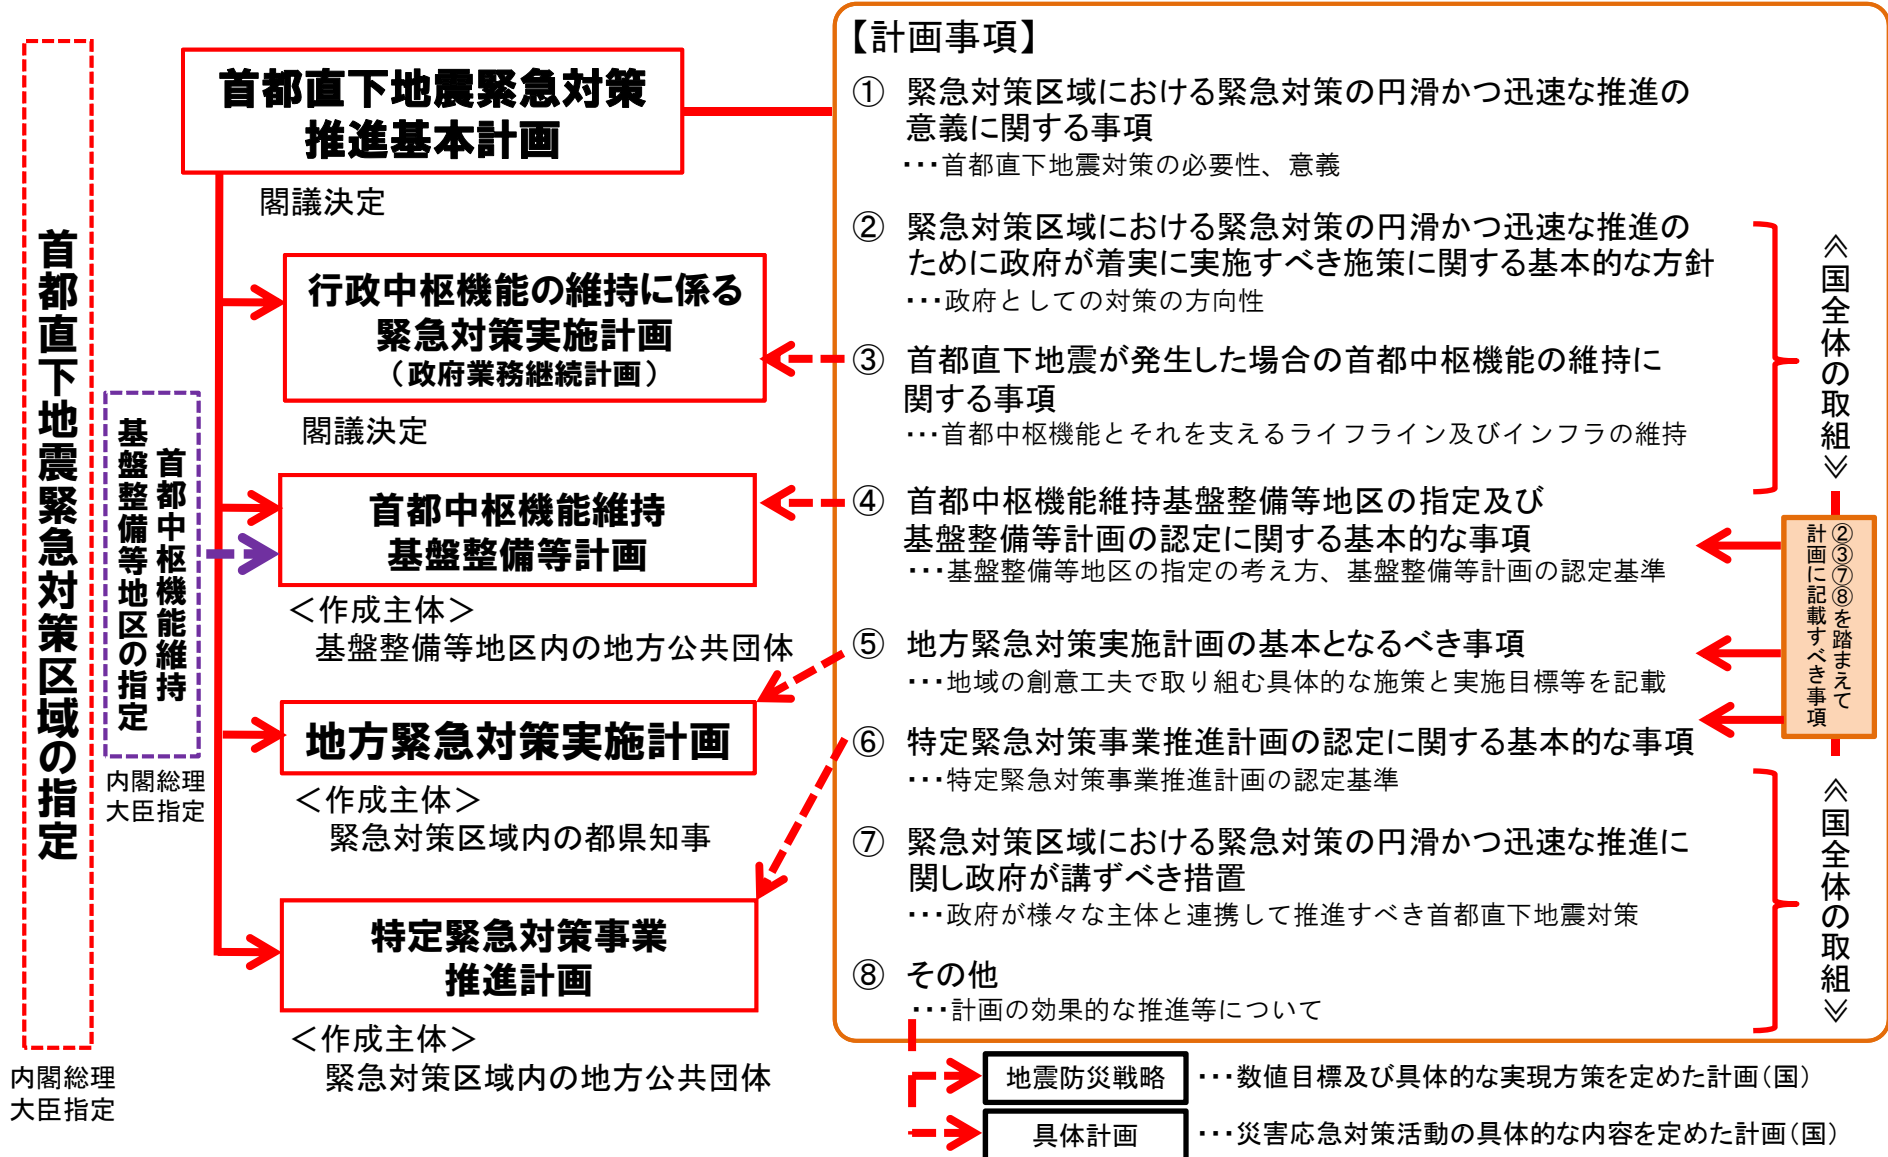 首都直下地震緊急対策区域の指定
内閣総理
大臣指定
首都中枢機能維持
基盤整備等地区の指定
内閣総理
大臣指定
首都直下地震緊急対策
推進基本計画
閣議決定
行政中枢機能の維持に係る
緊急対策実施計画
（政府業務継続計画）
閣議決定
首都中枢機能維持
基盤整備等計画
＜作成主体＞
基盤整備等地区内の地方公共団体
地方緊急対策実施計画
＜作成主体＞
緊急対策区域内の都県知事
特定緊急対策事業
推進計画
＜作成主体＞
緊急対策区域内の地方公共団体
【計画事項】
① 緊急対策区域における緊急対策の円滑かつ迅速な推進の
意義に関する事項
･･･首都直下地震対策の必要性、意義
② 緊急対策区域における緊急対策の円滑かつ迅速な推進の
ために政府が着実に実施すべき施策に関する基本的な方針
･･･政府としての対策の方向性
③ 首都直下地震が発生した場合の首都中枢機能の維持に
関する事項
･･･首都中枢機能とそれを支えるライフライン及びインフラの維持
④ 首都中枢機能維持基盤整備等地区の指定及び
基盤整備等計画の認定に関する基本的な事項
･･･基盤整備等地区の指定の考え方、基盤整備等計画の認定基準
⑤ 地方緊急対策実施計画の基本となるべき事項
･･･地域の創意工夫で取り組む具体的な施策と実施目標等を記載
⑥ 特定緊急対策事業推進計画の認定に関する基本的な事項
･･･特定緊急対策事業推進計画の認定基準
⑦ 緊急対策区域における緊急対策の円滑かつ迅速な推進に
関し政府が講ずべき措置
･･･政府が様々な主体と連携して推進すべき首都直下地震対策
⑧ その他
･･･計画の効果的な推進等について
≪国全体の取組≫
②③⑦⑧を踏まえて
計画に記載すべき事項
≪国全体の取組≫
地震防災戦略 ･･･数値目標及び具体的な実現方策を定めた計画（国）
具体計画 ･･･災害応急対策活動の具体的な内容を定めた計画（国）